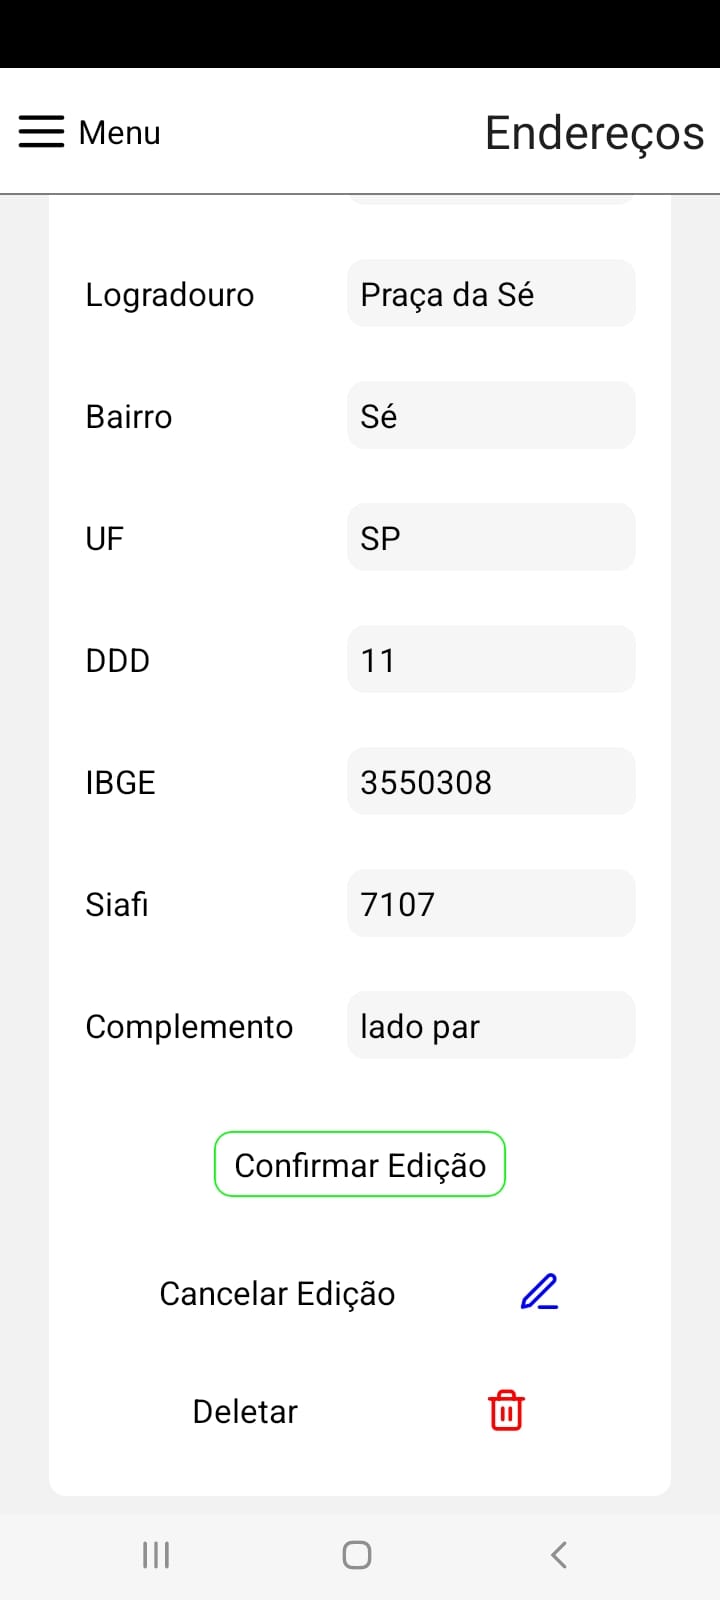 Menu
Endereços
Logradouro Praça da Sé
Bairro Sé
UF SP
DDD 11
IBGE 3550308
Siafi 7107
Complemento lado par
Confirmar Edição
Cancelar Edição
Deletar